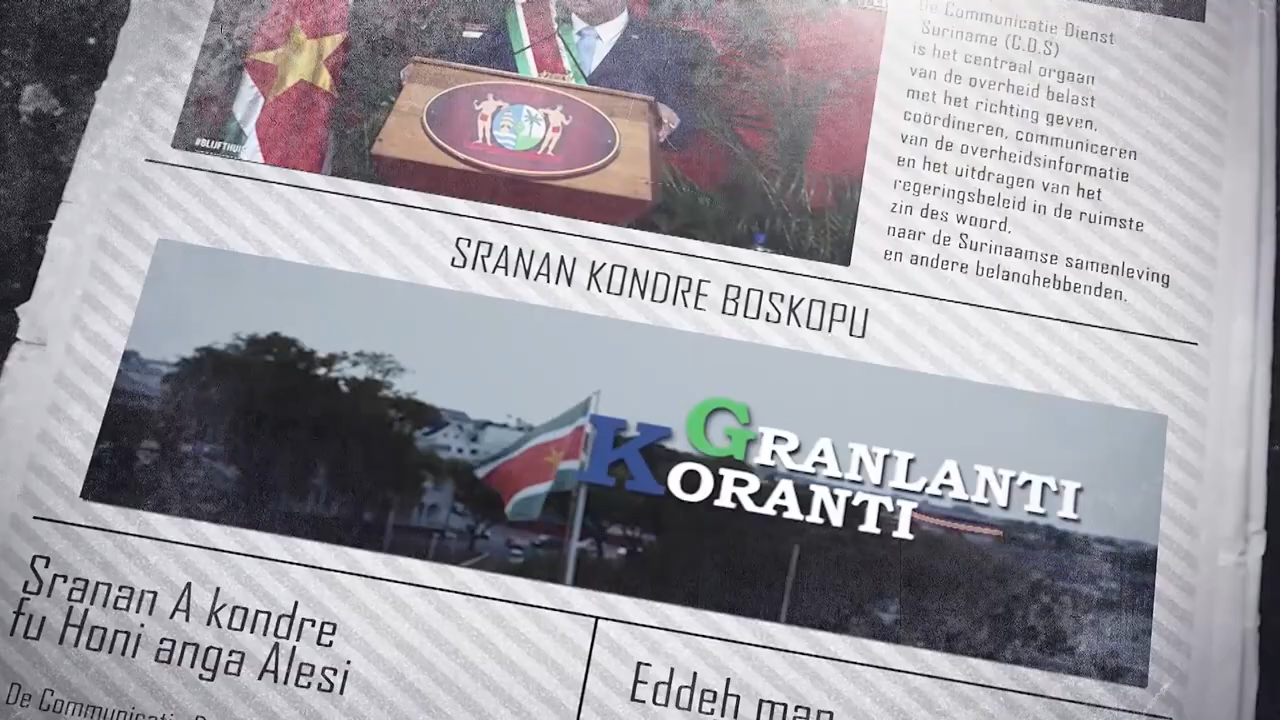 De Communicatie Dienst
Suriname (C.D.S)
is het centraal orgaan
van de overheid belast
met het richting geven,
coördineren, communiceren
van de overheidsinformatie
en het uitdragen van het
regeringsbeleid in de ruimste
zin des woord.
naar de Surinaamse samenleving
en andere belanghebbenden.
SRANAN KONDRE BOSKOPU
GRANLANTI
KORANTI
Sranan A kondre
fu Honi anga Alesi
Eddeh man
De